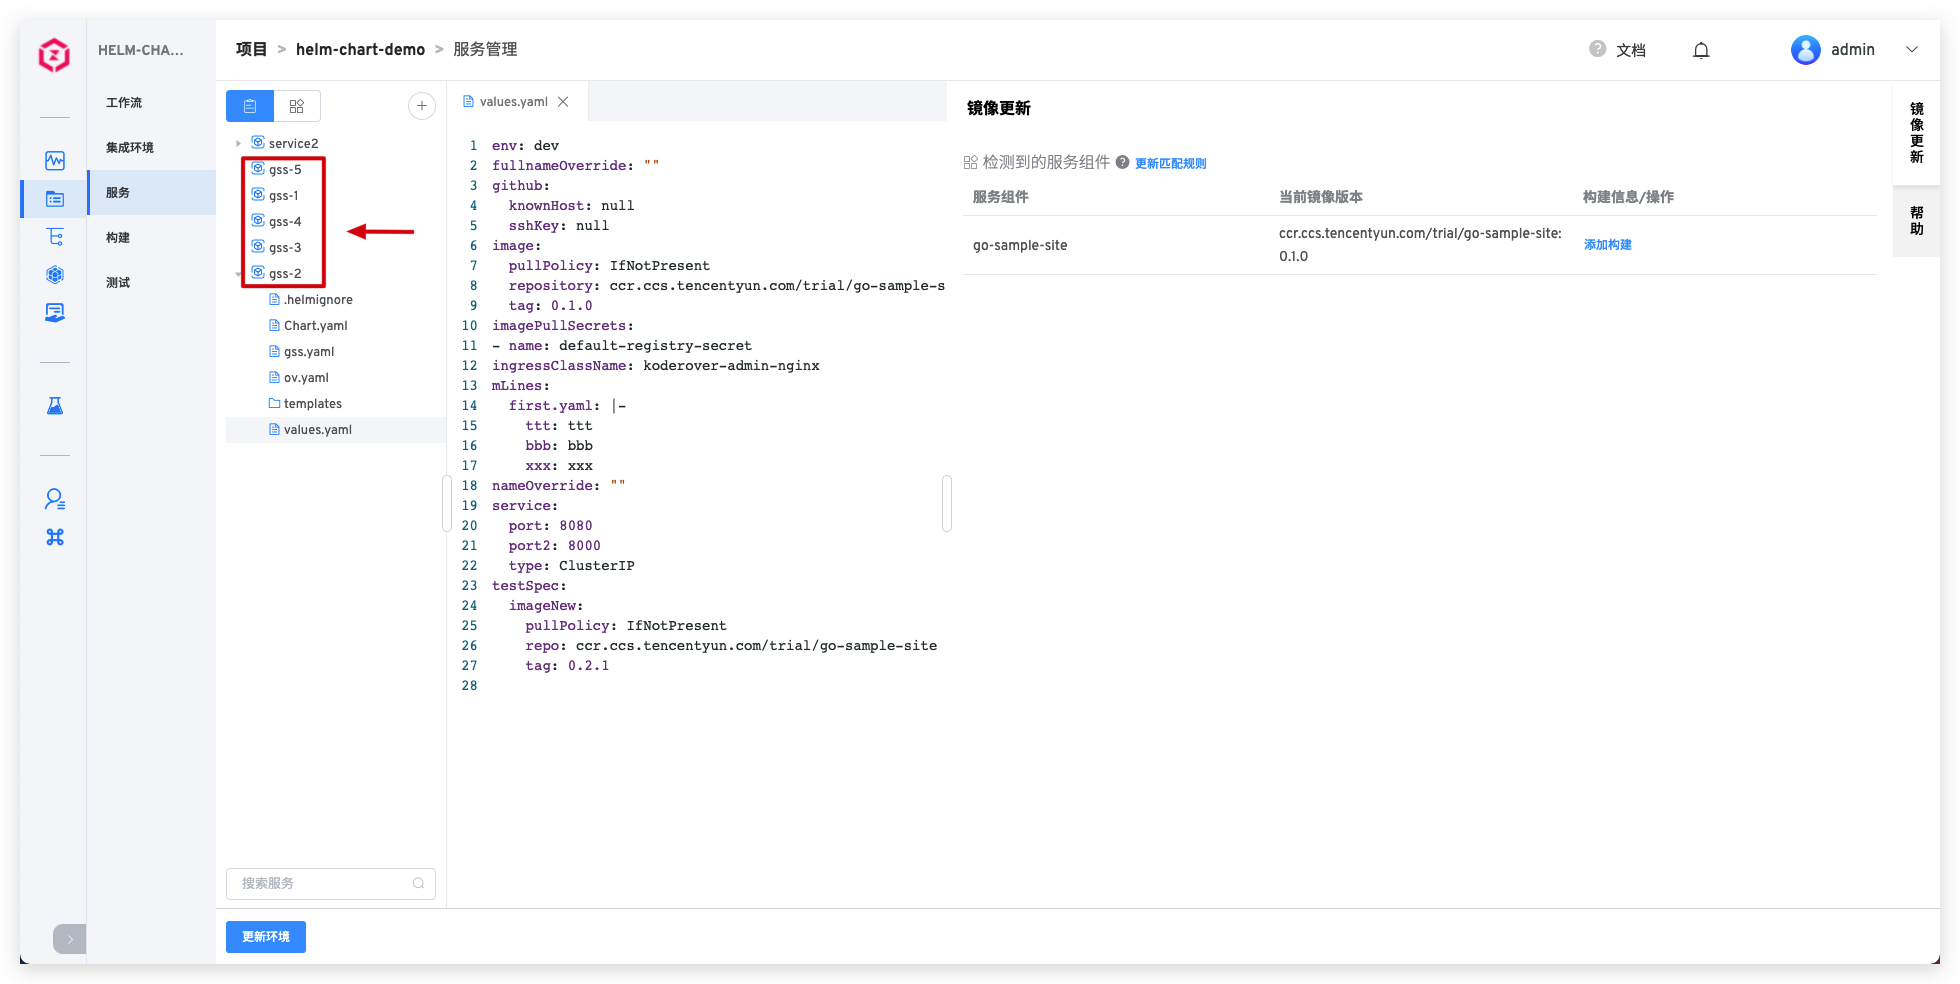 HELM-CHA...
项目 > helm-chart-demo > 服务管理
文档
admin
工作流
集成环境
服务
构建
测试
service2
gss-5
gss-1
gss-4
gss-3
gss-2
.helmignore
Chart.yaml
gss.yaml
ov.yaml
templates
values.yaml
搜索服务
values.yaml
1 env: dev
2 fullnameOverride: ""
3 github:
4 knownHost: null
5 sshKey: null
6 image:
7 pullPolicy: IfNotPresent
8 repository: ccr.ccs.tencentyun.com/trial/go-sample-s
9 tag: 0.1.0
10 imagePullSecrets:
11 - name: default-registry-secret
12 ingressClassName: koderover-admin-nginx
13 mLines:
14 first.yaml: |-
15 ttt: ttt
16 bbb: bbb
17 xxx: xxx
18 nameOverride: ""
19 service:
20 port: 8080
21 port2: 8000
22 type: ClusterIP
23 testSpec:
24 imageNew:
25 pullPolicy: IfNotPresent
26 repo: ccr.ccs.tencentyun.com/trial/go-sample-site
27 tag: 0.2.1
28
镜像更新
检测到的服务组件 ? 更新匹配规则
服务组件 当前镜像版本 构建信息/操作
go-sample-site ccr.ccs.tencentyun.com/trial/go-sample-site:
0.1.0 添加构建
镜像更新
帮助
更新环境